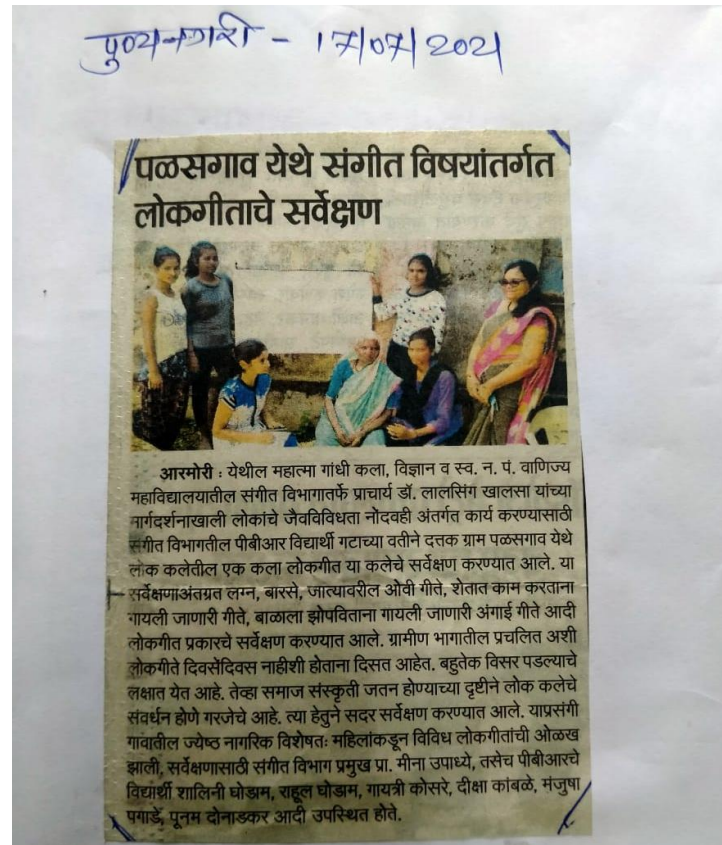 पुण्यनगरी - 17/07/2021
पळसगाव येथे संगीत विषयांतर्गत
लोकगीताचे सर्वेक्षण
आरमोरी : येथील महात्मा गांधी कला, विज्ञान व स्व. न. पं. वाणिज्य
महाविद्यालयातील संगीत विभागातर्फे प्राचार्य डॉ. लालसिंग खालसा यांच्या
मार्गदर्शनाखाली लोकांचे जैवविविधता नोदवही अंतर्गत कार्य करण्यासाठी
संगीत विभागतील पीबीआर विद्यार्थी गटाच्या वतीने दत्तक ग्राम पळसगाव येथे
लोक कलेतील एक कला लोकगीत या कलेचे सर्वेक्षण करण्यात आले. या
सर्वेक्षणाअंतग्रत लग्न, बारसे, जात्यावरील ओवी गीते, शेतात काम करताना
गायली जाणारी गीते, बाळाला झोपविताना गायली जाणारी अंगाई गीते आदी
लोकगीत प्रकारचे सर्वेक्षण करण्यात आले. ग्रामीण भागातील प्रचलित अशी
लोकगीते दिवसेंदिवस नाहीशी होताना दिसत आहेत. बहुतेक विसर पडल्याचे
लक्षात येत आहे. तेव्हा समाज संस्कृती जतन होण्याच्या दृष्टीने लोक कलेचे
संवर्धन होणे गरजेचे आहे. त्या हेतुने सदर सर्वेक्षण करण्यात आले. याप्रसंगी
गावातील ज्येष्ठ नागरिक विशेषतः महिलांकडून विविध लोकगीतांची ओळख
झाली, सर्वेक्षणासाठी संगीत विभाग प्रमुख प्रा. मीना उपाध्ये, तसेच पीबीआरचे
विद्यार्थी शालिनी घोडाम, राहूल घोडाम, गायत्री कोसरे, दीक्षा कांबळे, मंजुषा
पगाडे, पूनम दोनाडकर आदी उपस्थित होते.